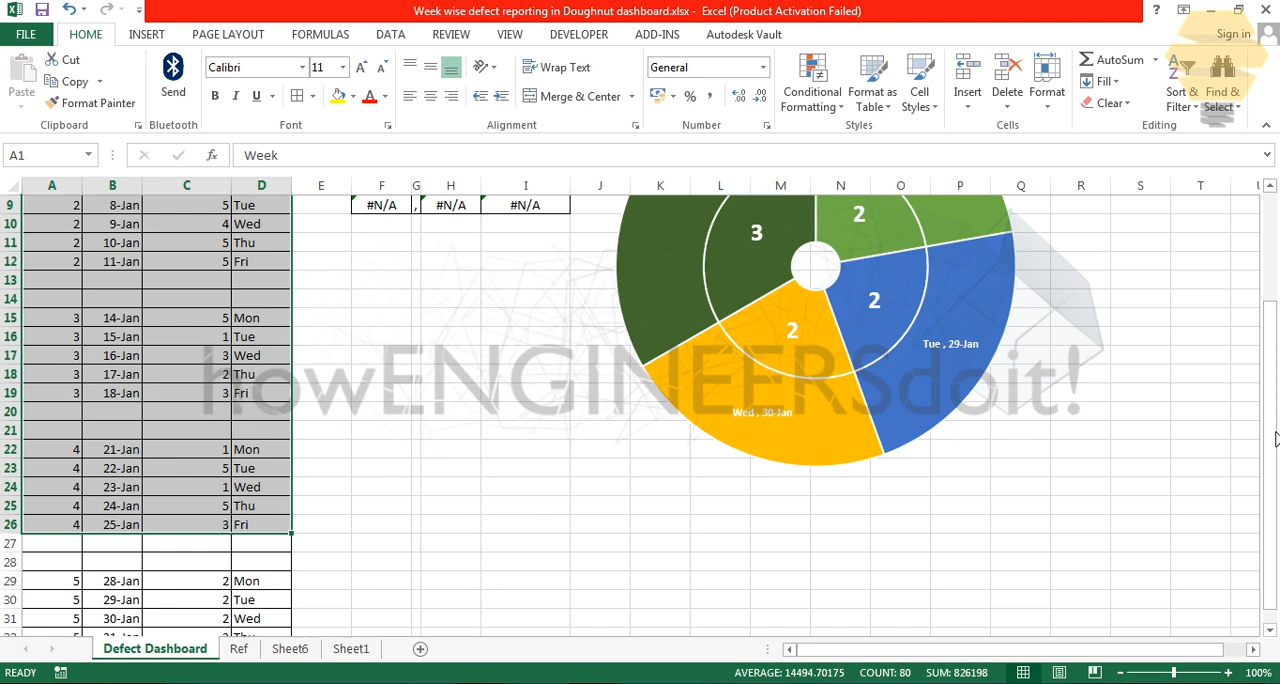 Week wise defect reporting in Doughnut dashboard.xlsx - Excel (Product Activation Failed)
FILE HOME INSERT PAGE LAYOUT FORMULAS DATA REVIEW VIEW DEVELOPER ADD-INS Autodesk Vault Sign in
Paste Cut Copy Format Painter
Clipboard
Send
Bluetooth
Calibri 11
B I U
Font
Wrap Text
Merge & Center
Alignment
General
% ,
Number
Conditional Formatting
Format as Table
Cell Styles
Styles
Insert Delete Format
Cells
AutoSum
Fill
Clear
Sort & Filter
Find & Select
Editing
A1 fx Week
A B C D E F G H I J K L M N O P Q R S T
9 2 8-Jan 5 Tue #N/A , #N/A #N/A
10 2 9-Jan 4 Wed
11 2 10-Jan 5 Thu
12 2 11-Jan 5 Fri
13
14
15 3 14-Jan 5 Mon
16 3 15-Jan 1 Tue
17 3 16-Jan 3 Wed
18 3 17-Jan 2 Thu
19 3 18-Jan 3 Fri
20
21
22 4 21-Jan 1 Mon
23 4 22-Jan 5 Tue
24 4 23-Jan 1 Wed
25 4 24-Jan 5 Thu
26 4 25-Jan 3 Fri
27
28
29 5 28-Jan 2 Mon
30 5 29-Jan 2 Tue
31 5 30-Jan 2 Wed
3 2
2
2
Tue , 29-Jan
Wed , 30-Jan
howENGINEERSdoit!
Defect Dashboard Ref Sheet6 Sheet1
READY AVERAGE: 14494.70175 COUNT: 80 SUM: 826198 100%